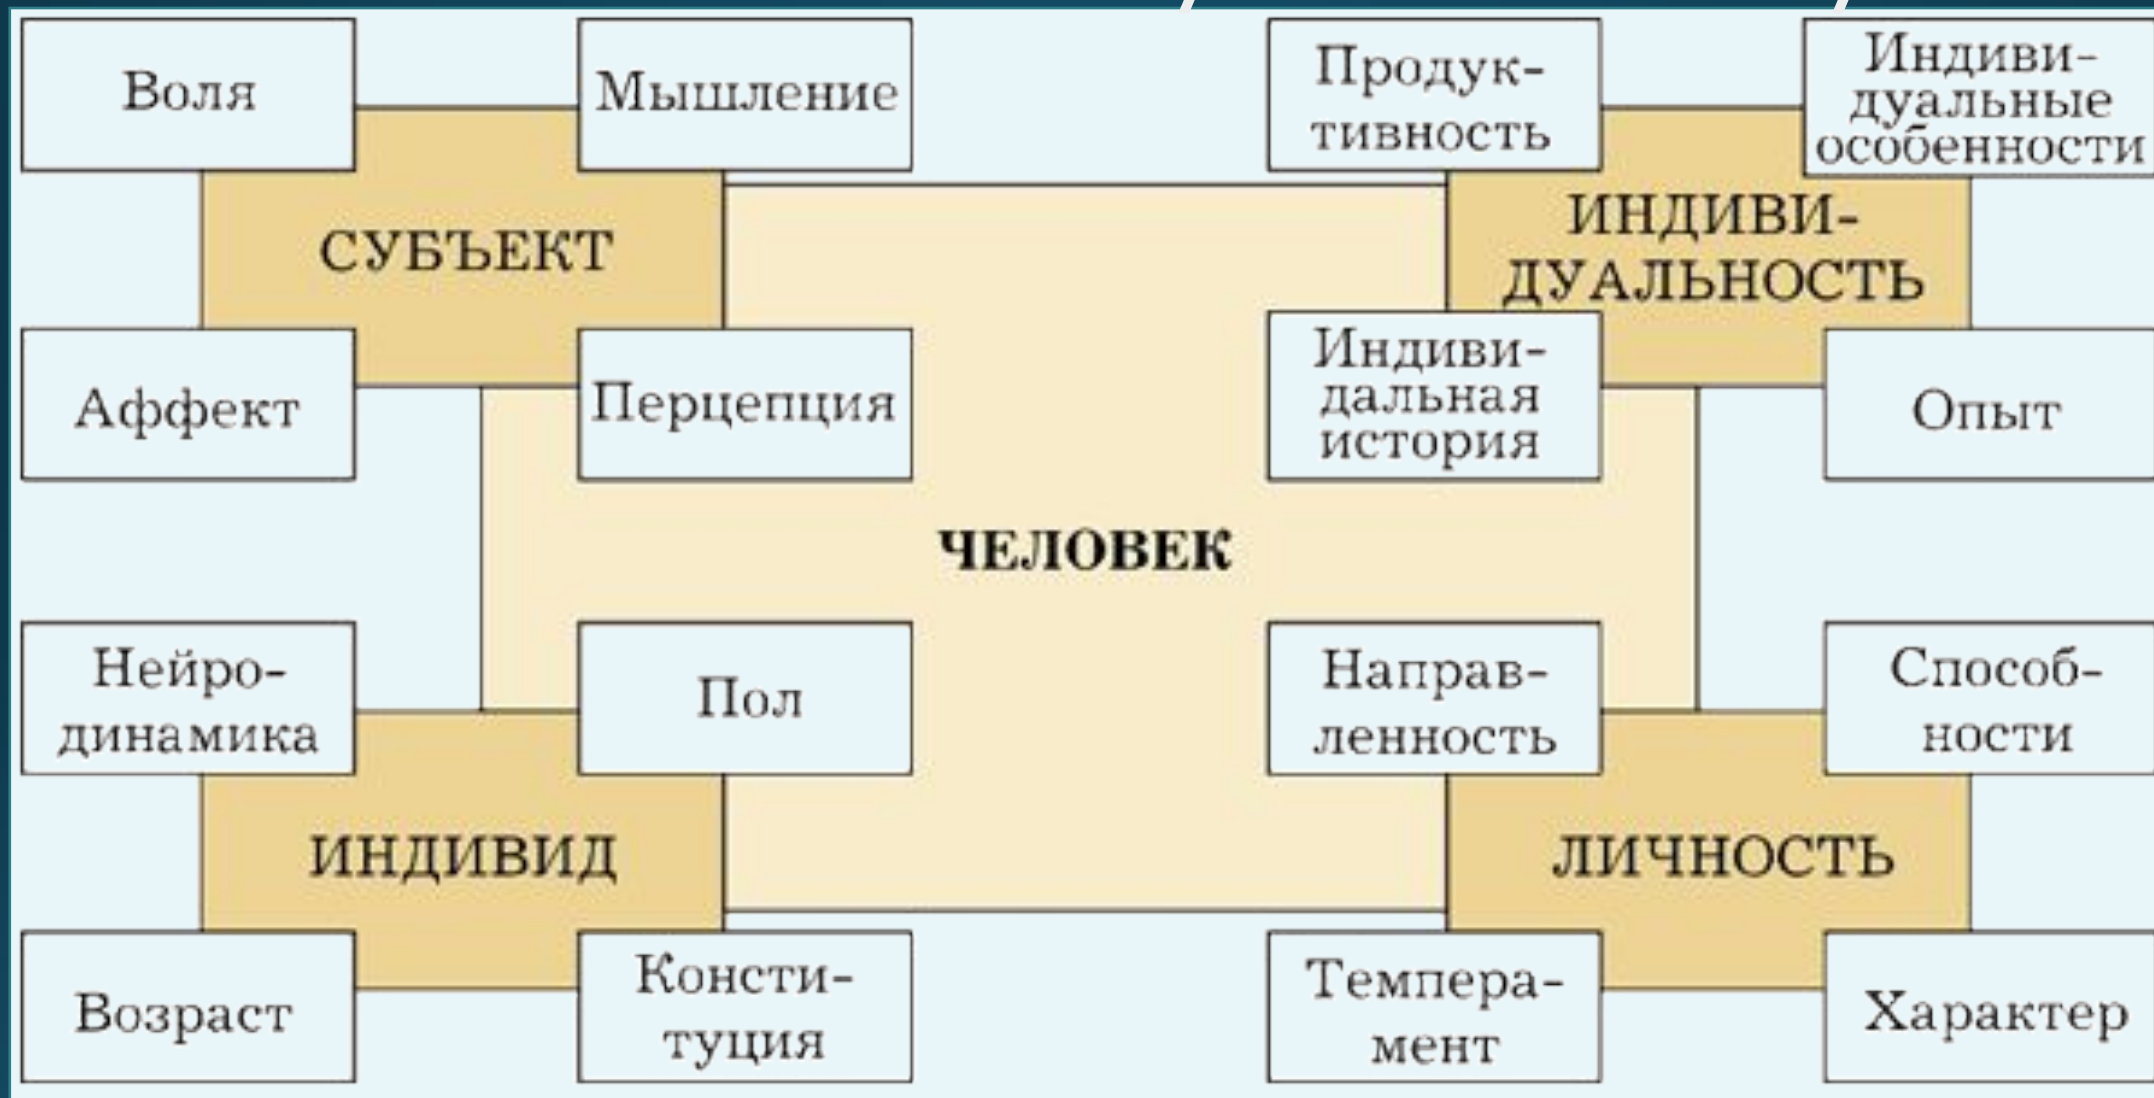 Воля
Мышление
СУБЪЕКТ
Аффект
Перцепция
Продук-
тивность
Индиви-
дуальные
особенности
ИНДИВИ-
ДУАЛЬНОСТЬ
Индиви-
дальная
история
Опыт
ЧЕЛОВЕК
Нейро-
динамика
Пол
ИНДИВИД
Возраст
Консти-
туция
Направ-
ленность
Способ-
ности
ЛИЧНОСТЬ
Темпера-
мент
Характер